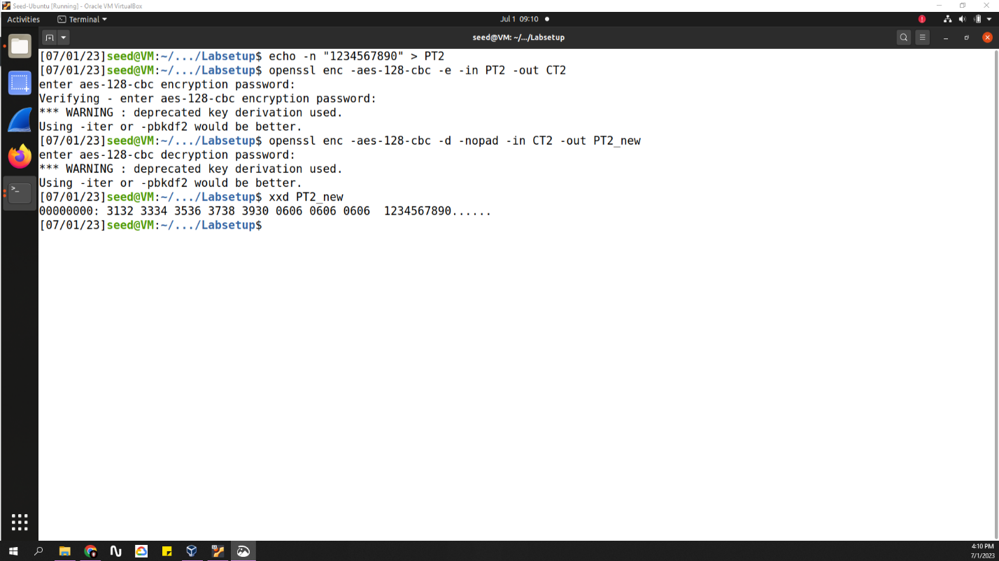 Seed-Ubuntu [Running] - Oracle VM VirtualBox
Activities Terminal Jul 1 09:10
seed@VM: ~/.../Labsetup
[07/01/23]seed@VM:~/.../Labsetup$ echo -n "1234567890" > PT2
[07/01/23]seed@VM:~/.../Labsetup$ openssl enc -aes-128-cbc -e -in PT2 -out CT2
enter aes-128-cbc encryption password:
Verifying - enter aes-128-cbc encryption password:
*** WARNING : deprecated key derivation used.
Using -iter or -pbkdf2 would be better.
[07/01/23]seed@VM:~/.../Labsetup$ openssl enc -aes-128-cbc -d -nopad -in CT2 -out PT2_new
enter aes-128-cbc decryption password:
*** WARNING : deprecated key derivation used.
Using -iter or -pbkdf2 would be better.
[07/01/23]seed@VM:~/.../Labsetup$ xxd PT2_new
00000000: 3132 3334 3536 3738 3930 0606 0606 0606  1234567890......
[07/01/23]seed@VM:~/.../Labsetup$
4:10 PM
7/1/2023